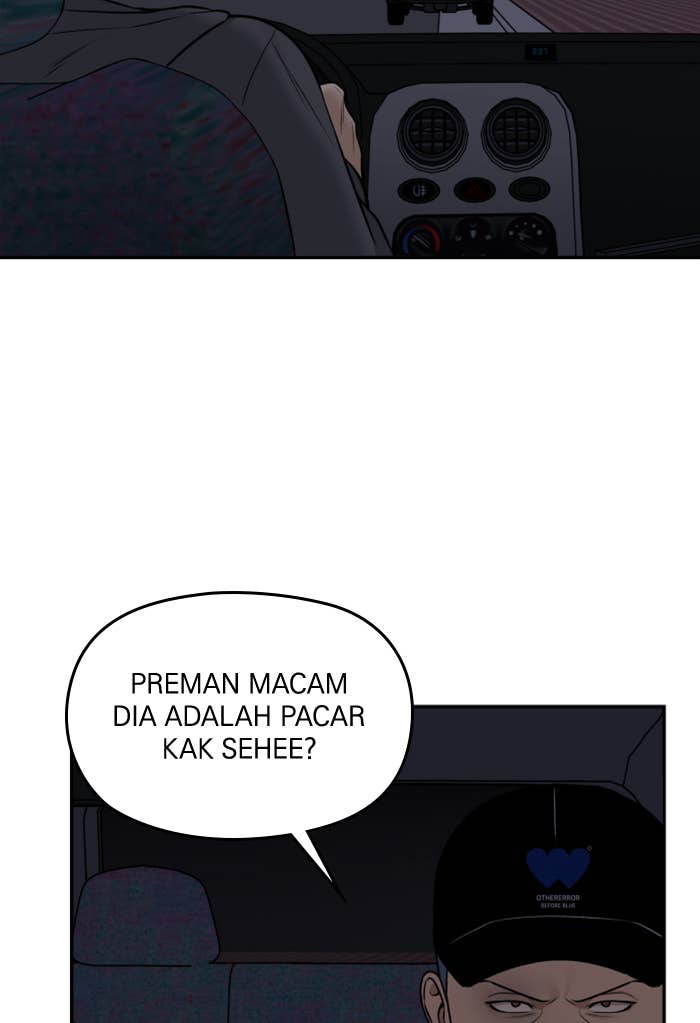 PREMAN MACAM
DIA ADALAH PACAR
KAK SEHEE?
OTHERERROR
BEFORE BLUE